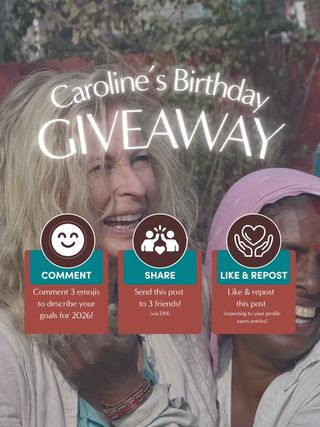 Caroline´s Birthday
GIVEAWAY
COMMENT
Comment 3 emojis
to describe your
goals for 2026!
SHARE
Send this post
to 3 friends!
(via DM)
LIKE & REPOST
Like & repost
this post
(reposting to your profile
earns entries)